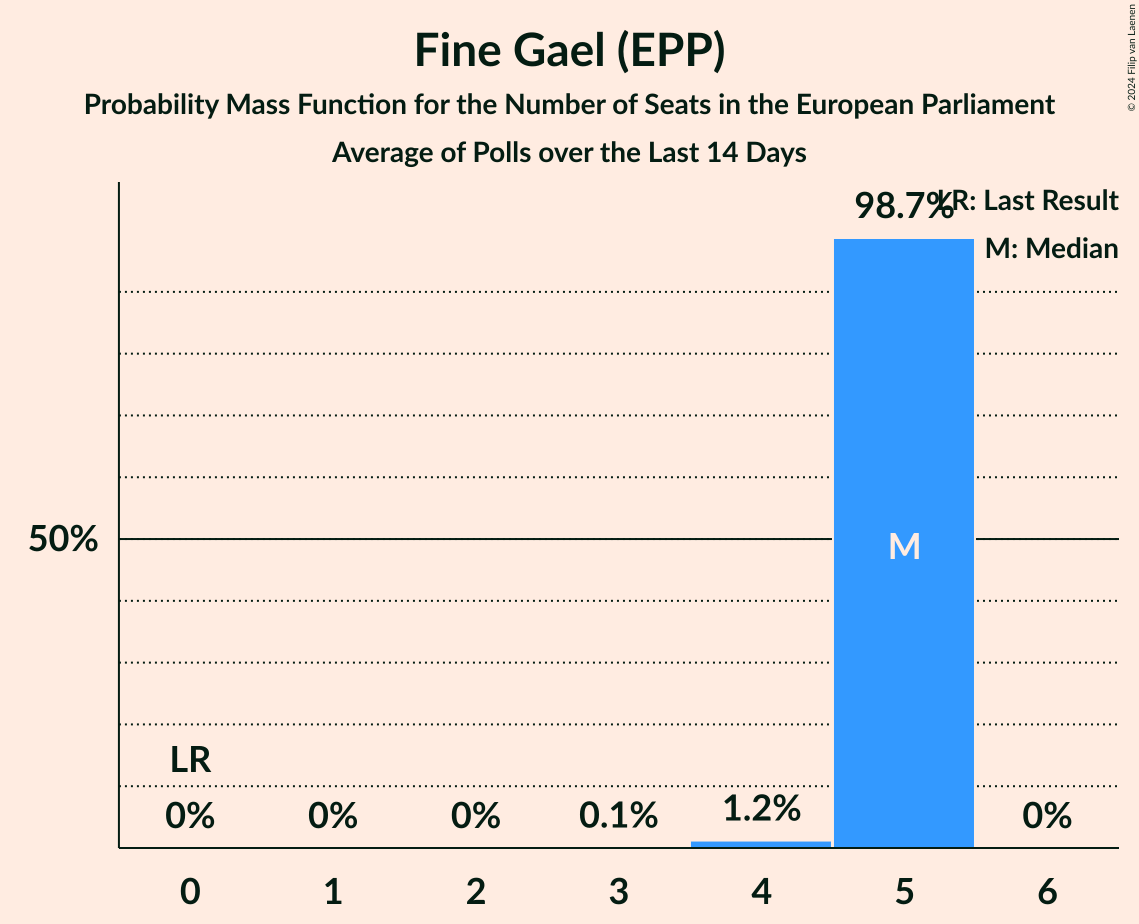 Fine Gael (EPP)
Probability Mass Function for the Number of Seats in the European Parliament
Average of Polls over the Last 14 Days
© 2024 Filip van Laenen
LR: Last Result
M: Median
98.7%
50%
M
LR
0%
0%
0%
0.1%
1.2%
0%
0 1 2 3 4 5 6